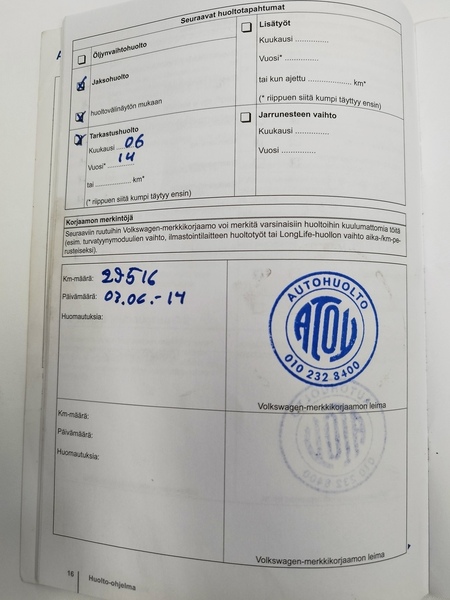 Seuraavat huoltotapahtumat
Öljynvaihtohuolto
Jaksohuolto
huoltovälinäytön mukaan
Tarkastushuolto
Kuukausi ....06
Vuosi* ....14
tai .................. km*
(* riippuen siitä kumpi täyttyy ensin)
Lisätyöt
Kuukausi ..............
Vuosi* ..............
tai kun ajettu .................... km*
(* riippuen siitä kumpi täyttyy ensin)
Jarrunesteen vaihto
Kuukausi ..............
Vuosi ..............
Korjaamon merkintöjä
Seuraaviin ruutuihin Volkswagen-merkkikorjaamo voi merkitä varsinaisiin huoltoihin kuulumattomia töitä
(esim. turvatyynymoduulien vaihto, ilmastointilaitteen huoltotyöt tai LongLife-huollon vaihto aika-/km-pe-
rusteiseksi).
Km-määrä: 29516
Päivämäärä: 03.06.-14
Huomautuksia:
AUTOHUOLTO
ATOY
010 232 8400
Volkswagen-merkkikorjaamon leima
Km-määrä:
Päivämäärä:
Huomautuksia:
Volkswagen-merkkikorjaamon leima
16 Huolto-ohjelma